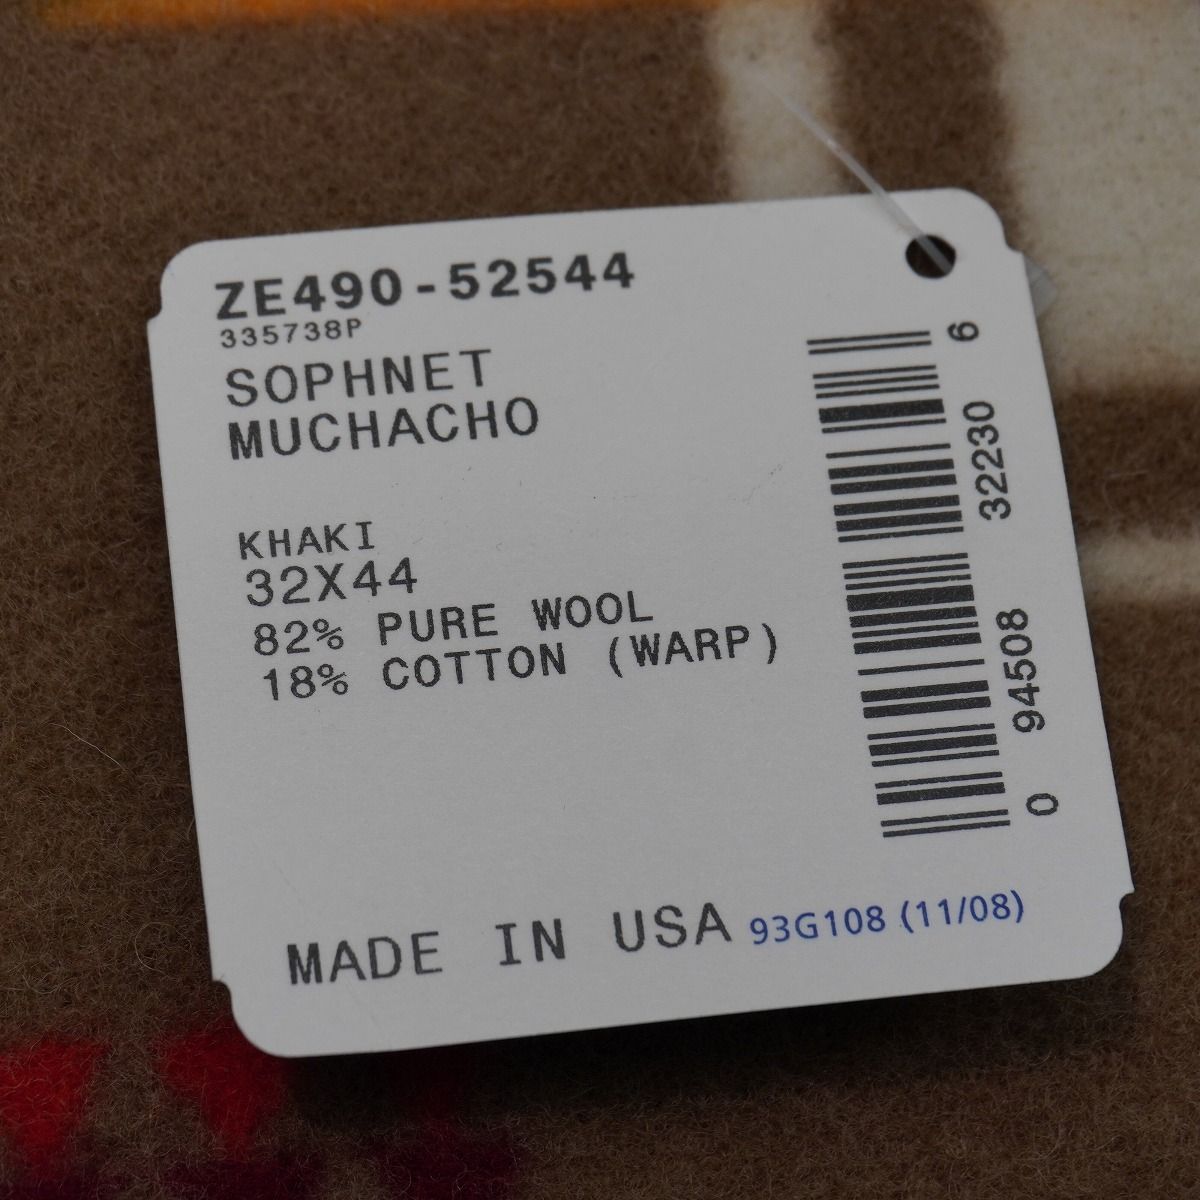 ZE490-52544
335738P
SOPHNET
MUCHACHO
KHAKI
32X44
82% PURE WOOL
18% COTTON (WARP)
MADE IN USA 93G108 (11/08)
0 94508 32230 6